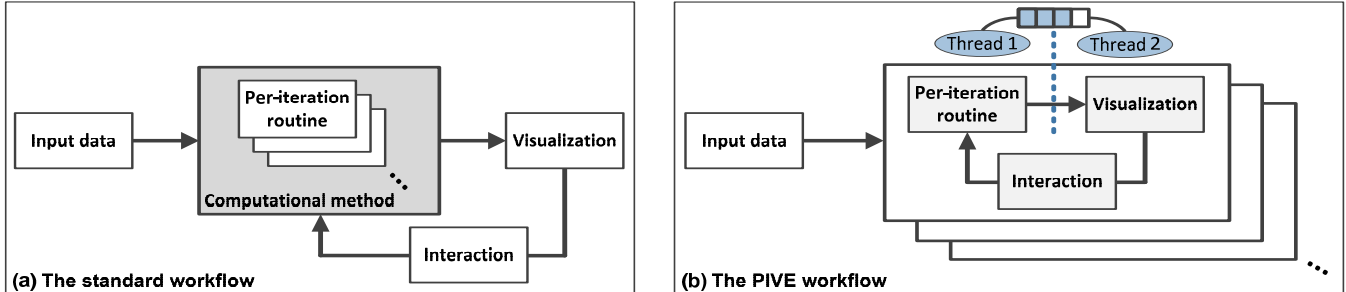 Input data
Per-iteration
routine
Computational method
Visualization
Interaction
(a) The standard workflow
Thread 1
Thread 2
Input data
Per-iteration
routine
Visualization
Interaction
(b) The PIVE workflow